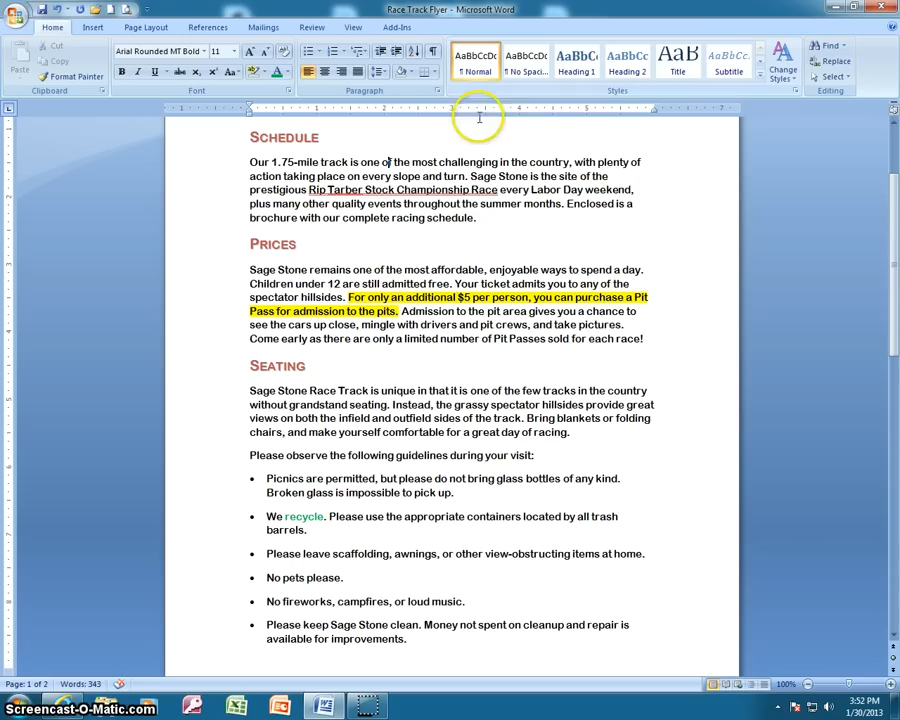 Race Track Flyer - Microsoft Word
Home Insert Page Layout References Mailings Review View Add-Ins
Cut
Copy
Paste
Format Painter
Arial Rounded MT Bold 11
AaBbCcDc AaBbCcDc AaBbCc AaBbCc AaB AaBbCc.
¶ Normal ¶ No Spaci... Heading 1 Heading 2 Title Subtitle
Change Styles
Find
Replace
Select
Clipboard Font Paragraph Styles Editing
SCHEDULE
Our 1.75-mile track is one of the most challenging in the country, with plenty of
action taking place on every slope and turn. Sage Stone is the site of the
prestigious Rip Tarber Stock Championship Race every Labor Day weekend,
plus many other quality events throughout the summer months. Enclosed is a
brochure with our complete racing schedule.
PRICES
Sage Stone remains one of the most affordable, enjoyable ways to spend a day.
Children under 12 are still admitted free. Your ticket admits you to any of the
spectator hillsides. For only an additional $5 per person, you can purchase a Pit
Pass for admission to the pits. Admission to the pit area gives you a chance to
see the cars up close, mingle with drivers and pit crews, and take pictures.
Come early as there are only a limited number of Pit Passes sold for each race!
SEATING
Sage Stone Race Track is unique in that it is one of the few tracks in the country
without grandstand seating. Instead, the grassy spectator hillsides provide great
views on both the infield and outfield sides of the track. Bring blankets or folding
chairs, and make yourself comfortable for a great day of racing.
Please observe the following guidelines during your visit:
• Picnics are permitted, but please do not bring glass bottles of any kind.
Broken glass is impossible to pick up.
• We recycle. Please use the appropriate containers located by all trash
barrels.
• Please leave scaffolding, awnings, or other view-obstructing items at home.
• No pets please.
• No fireworks, campfires, or loud music.
• Please keep Sage Stone clean. Money not spent on cleanup and repair is
available for improvements.
Page: 1 of 2 Words: 343
100%
Screencast-O-Matic.com
3:52 PM
1/30/2013